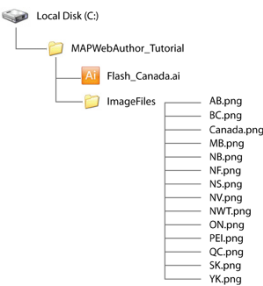 Local Disk (C:)
MAPWebAuthor_Tutorial
Ai Flash_Canada.ai
ImageFiles
AB.png
BC.png
Canada.png
MB.png
NB.png
NF.png
NS.png
NV.png
NWT.png
ON.png
PEI.png
QC.png
SK.png
YK.png